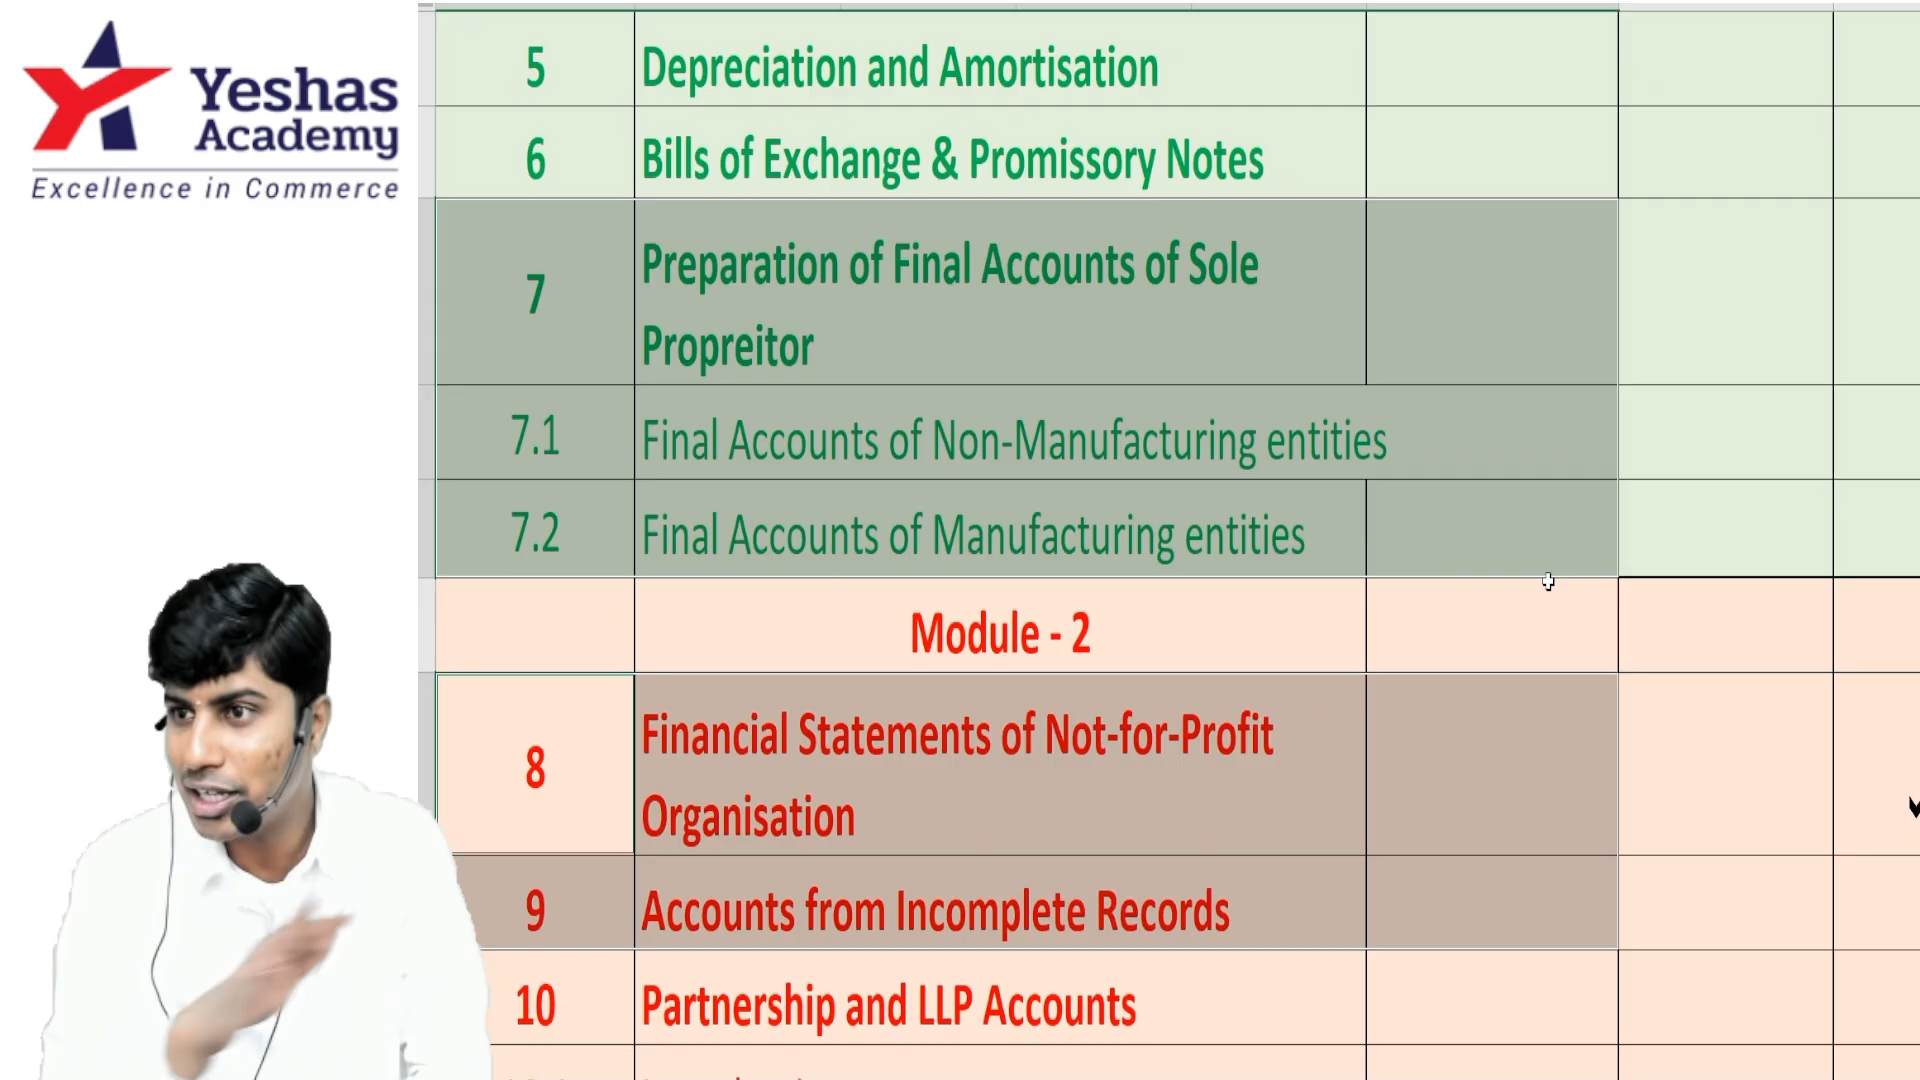 Yeshas
Academy
Excellence in Commerce
5 Depreciation and Amortisation
6 Bills of Exchange & Promissory Notes
7 Preparation of Final Accounts of Sole
Propreitor
7.1 Final Accounts of Non-Manufacturing entities
7.2 Final Accounts of Manufacturing entities
Module - 2
8 Financial Statements of Not-for-Profit
Organisation
9 Accounts from Incomplete Records
10 Partnership and LLP Accounts